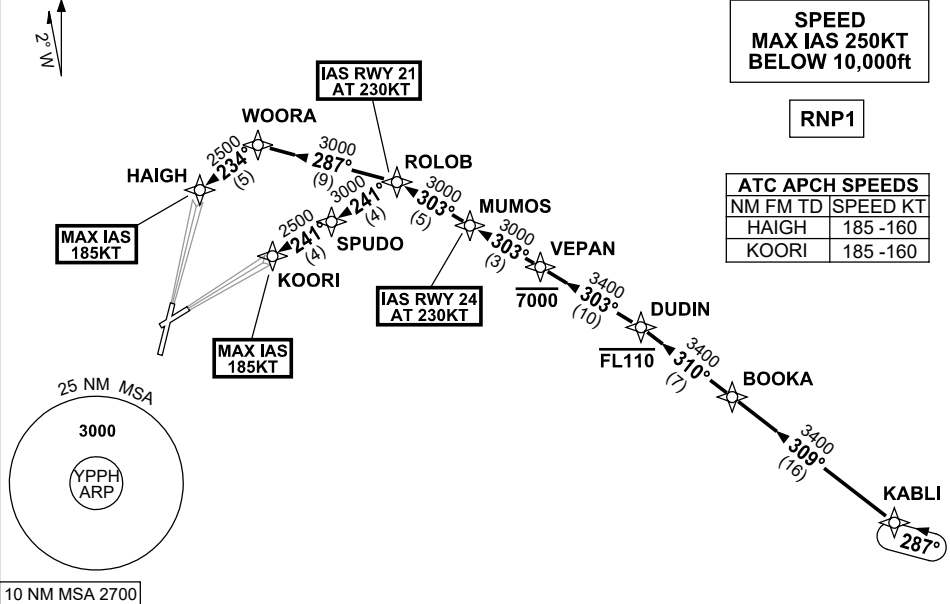 2° W
SPEED
MAX IAS 250KT
BELOW 10,000ft
RNP1
ATC APCH SPEEDS
NM FM TD SPEED KT
HAIGH 185 -160
KOORI 185 -160
IAS RWY 21
AT 230KT
WOORA
HAIGH
2500
234°
(5)
3000
287°
(9)
ROLOB
3000
241°
(4)
SPUDO
2500
241°
(4)
KOORI
MAX IAS
185KT
MAX IAS
185KT
3000
303°
(5)
MUMOS
IAS RWY 24
AT 230KT
3000
303°
(3)
VEPAN
7000
3400
303°
(10)
DUDIN
FL110
3400
310°
(7)
BOOKA
3400
309°
(16)
KABLI
287°
25 NM MSA
3000
YPPH
ARP
10 NM MSA 2700